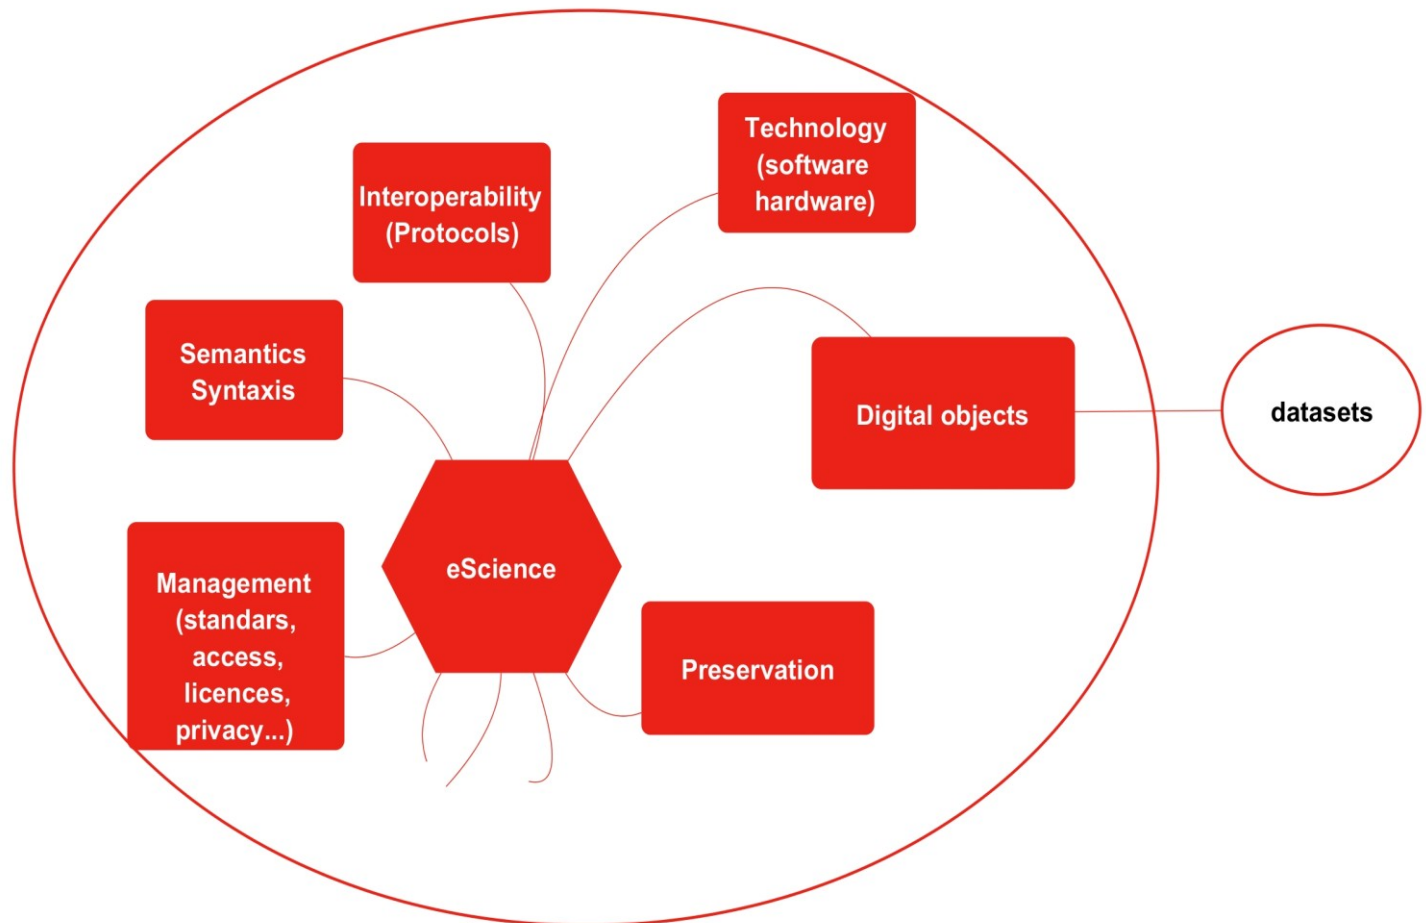 Technology
(software
hardware)
Interoperability
(Protocols)
Semantics
Syntaxis
Digital objects
datasets
eScience
Management
(standars,
access,
licences,
privacy...)
Preservation